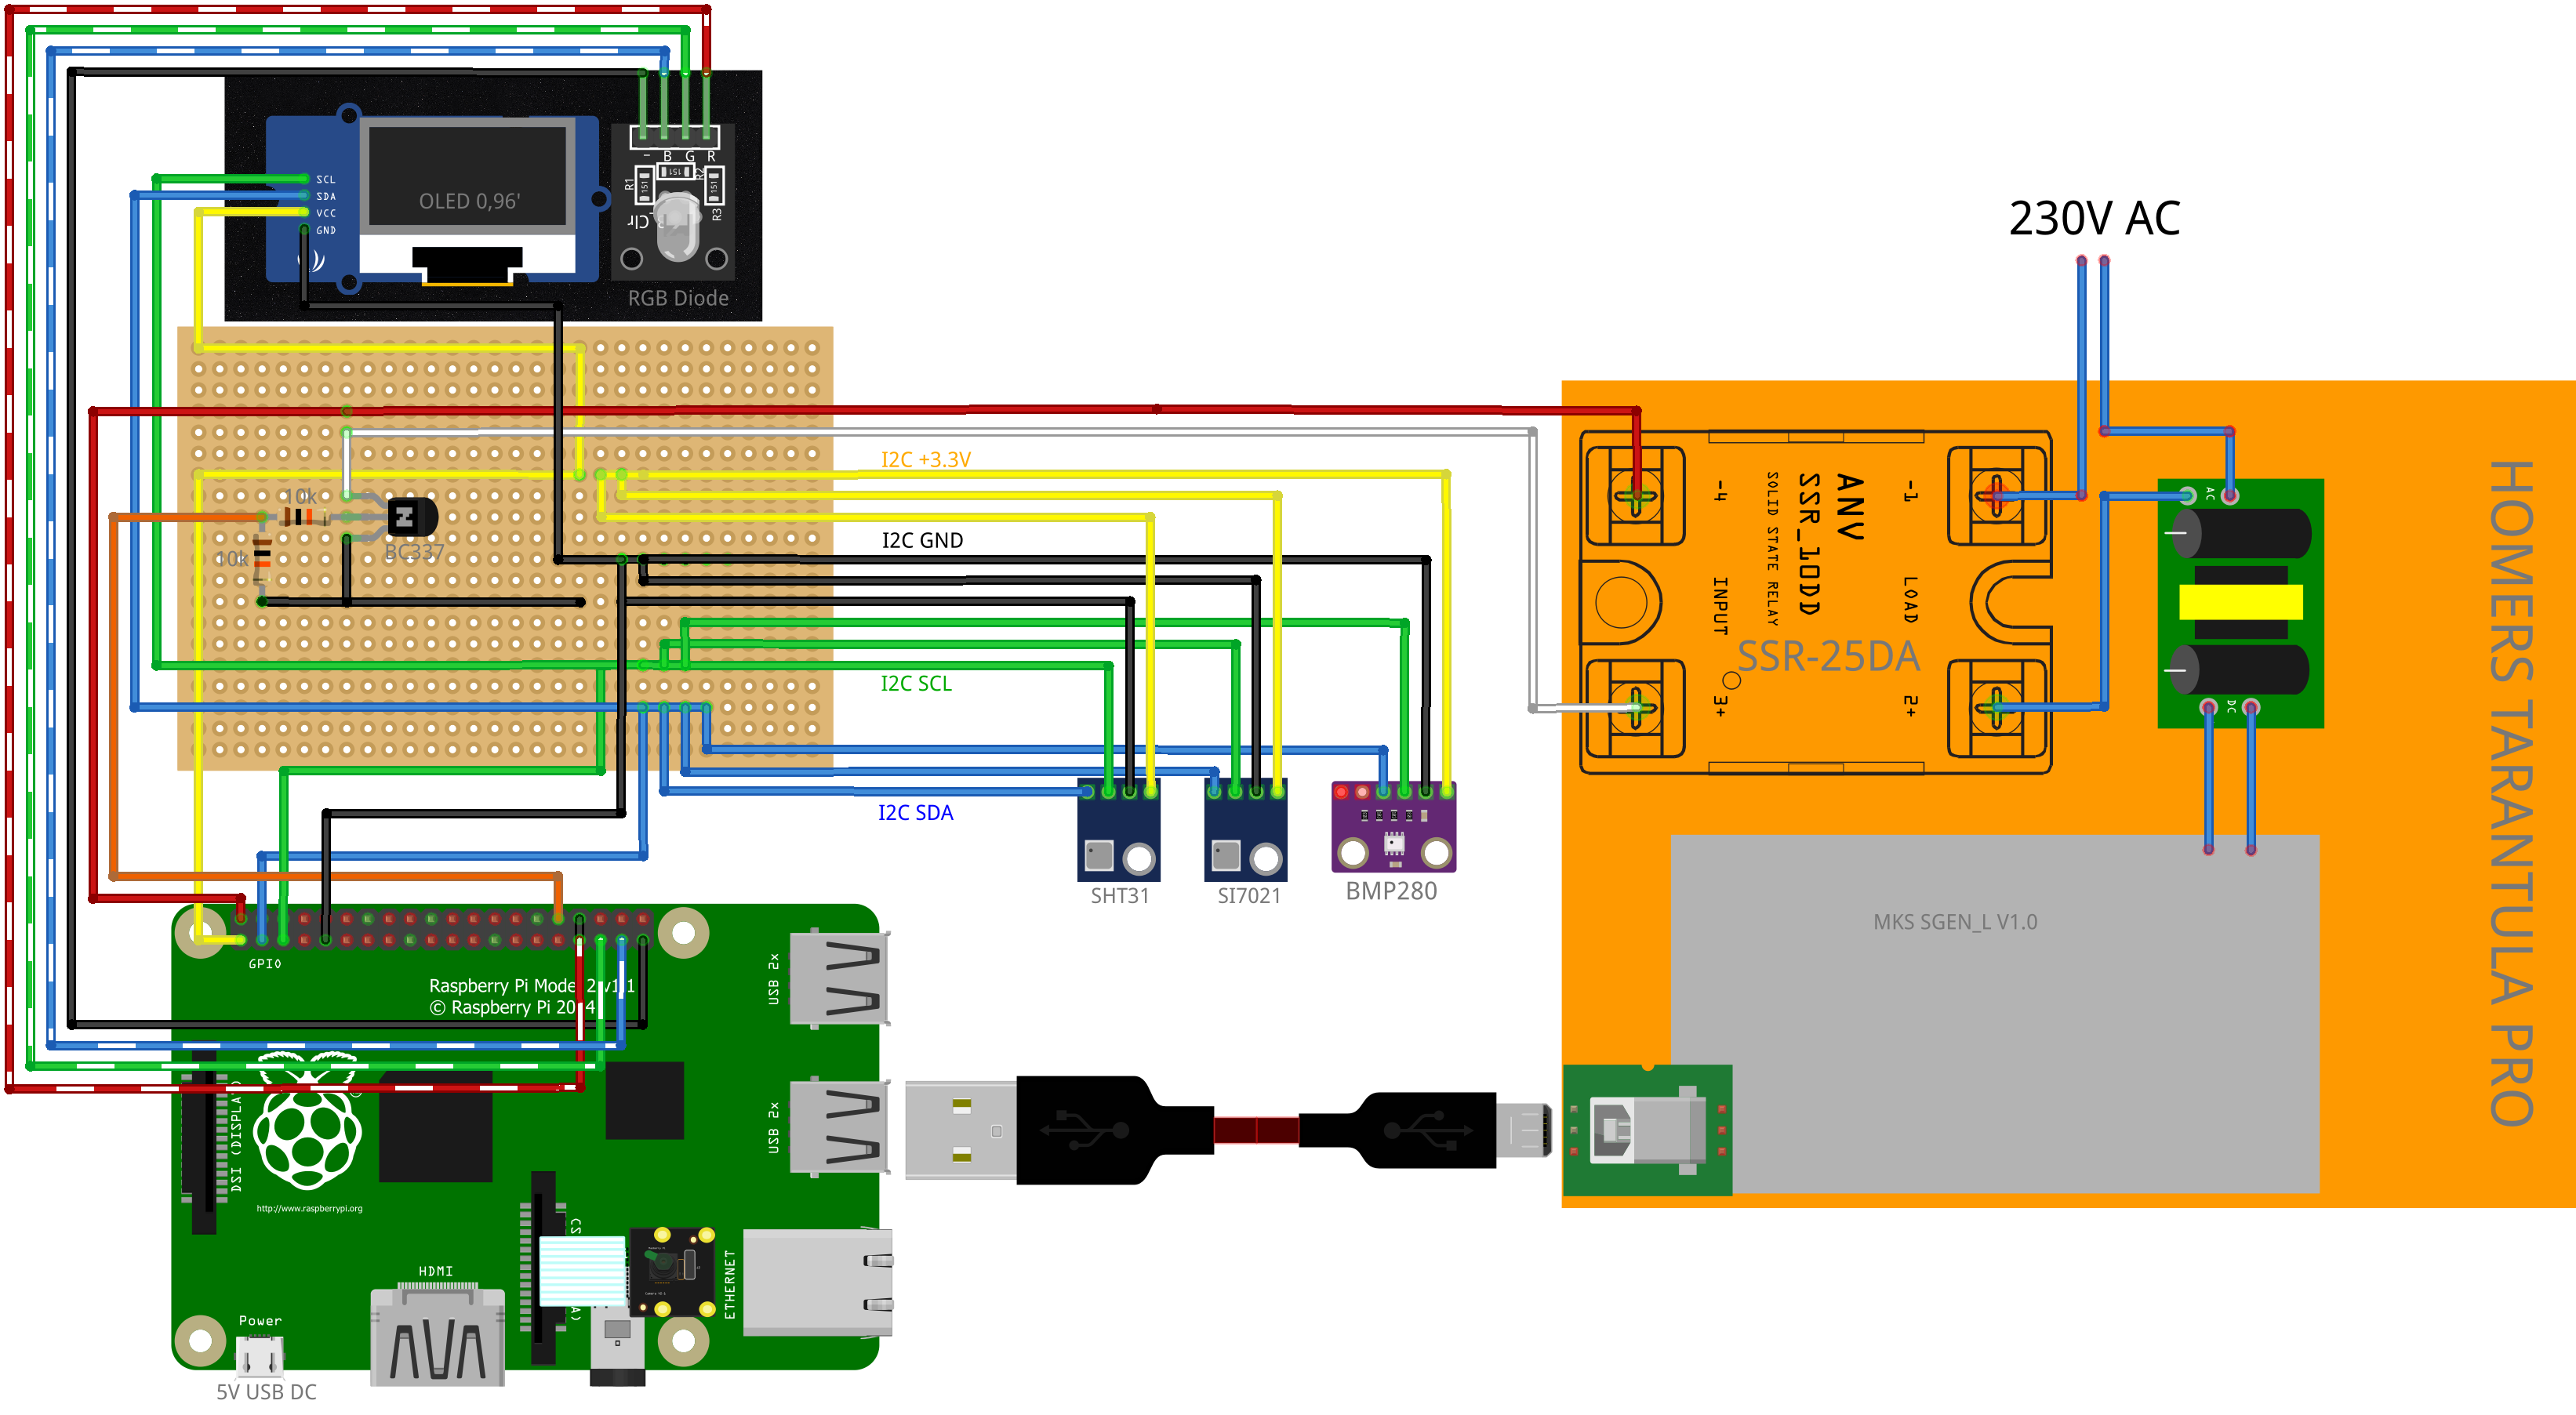 SCL
SDA
VCC
GND
OLED 0,96'
- B G R
R1
151
151
R2
151
R3
RGB Diode
230V AC
I2C +3.3V
10k
10k
BC337
I2C GND
I2C SCL
I2C SDA
SHT31
SI7021
BMP280
-4
INPUT
3+
SOLID STATE RELAY
SSR_10DD
ANV
-1
LOAD
2+
SSR-25DA
AC
DC
HOMERS TARANTULA PRO
MKS SGEN_L V1.0
GPIO
Raspberry Pi Model 2 v1.1
© Raspberry Pi 2014
USB 2x
USB 2x
DSI (DISPLAY)
http://www.raspberrypi.org
HDMI
ETHERNET
Power
5V USB DC